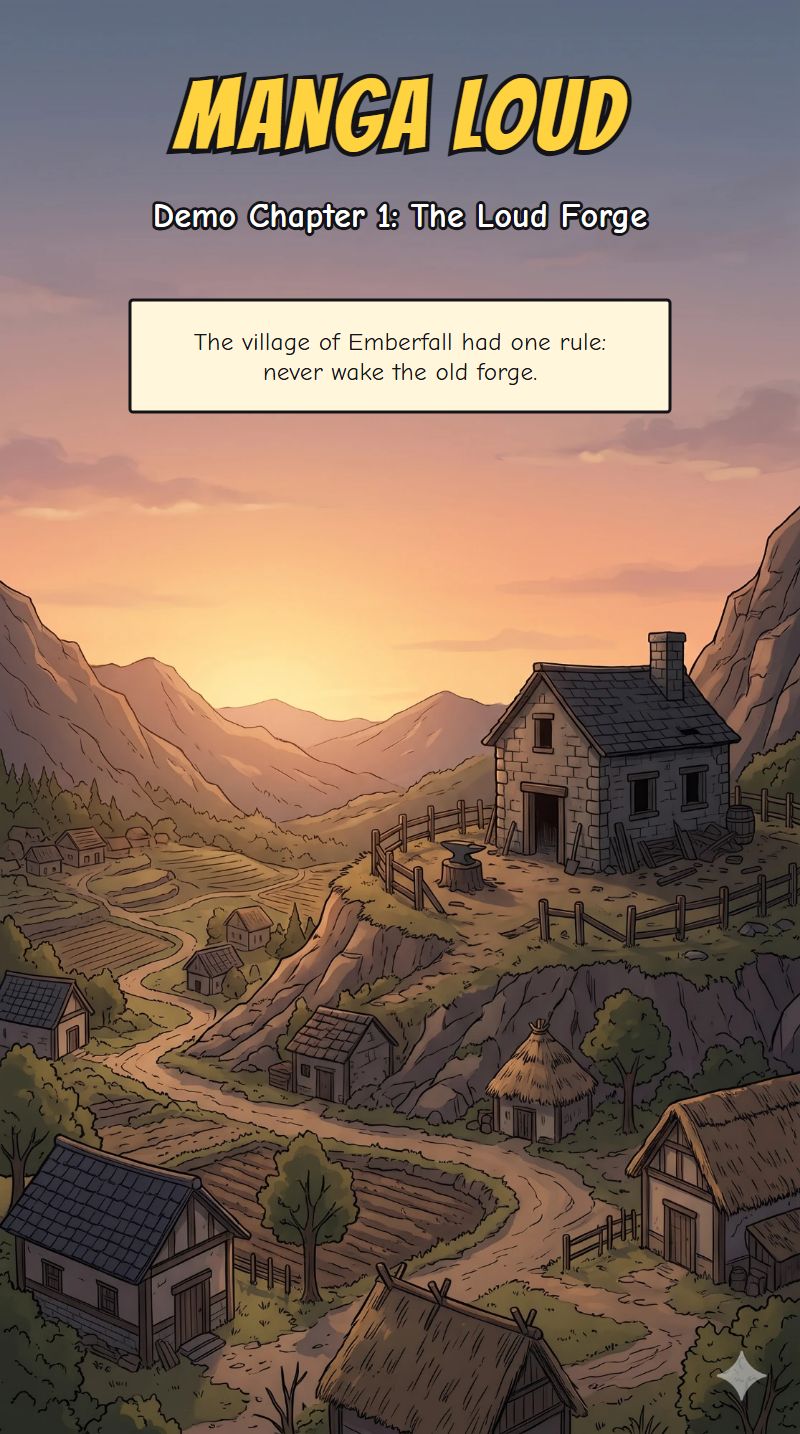 MANGA LOUD
Demo Chapter 1: The Loud Forge
The village of Emberfall had one rule:
never wake the old forge.